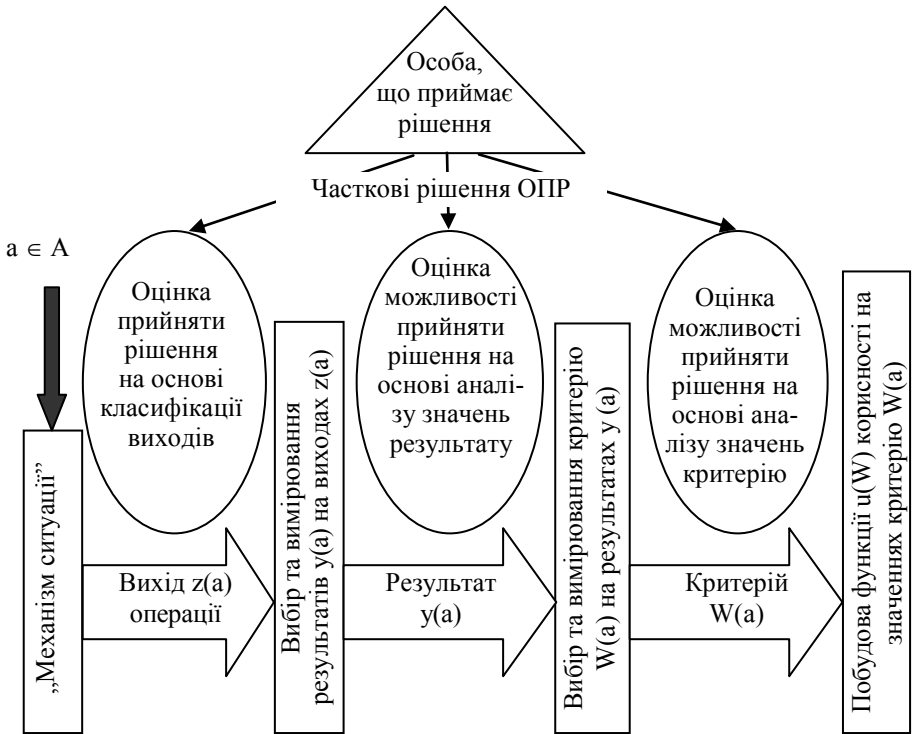 Особа,
що приймає
рішення
Часткові рішення ОПР
a ∈ A
Оцінка
прийняти
рішення
на основі
класифікації
виходів
Оцінка
можливості
прийняти
рішення на
основі аналі-
зу значень
результату
Оцінка
можливості
прийняти
рішення на
основі ана-
лізу значень
критерію
„Механізм ситуації””
Вихід z(a)
операції
Вибір та вимірювання
результатів y(a) на виходах z(a)
Результат
y(a)
Вибір та вимірювання критерію
W(a) на результатах y (a)
Критерій
W(a)
Побудова функції u(W) корисності на
значеннях критерію W(a)